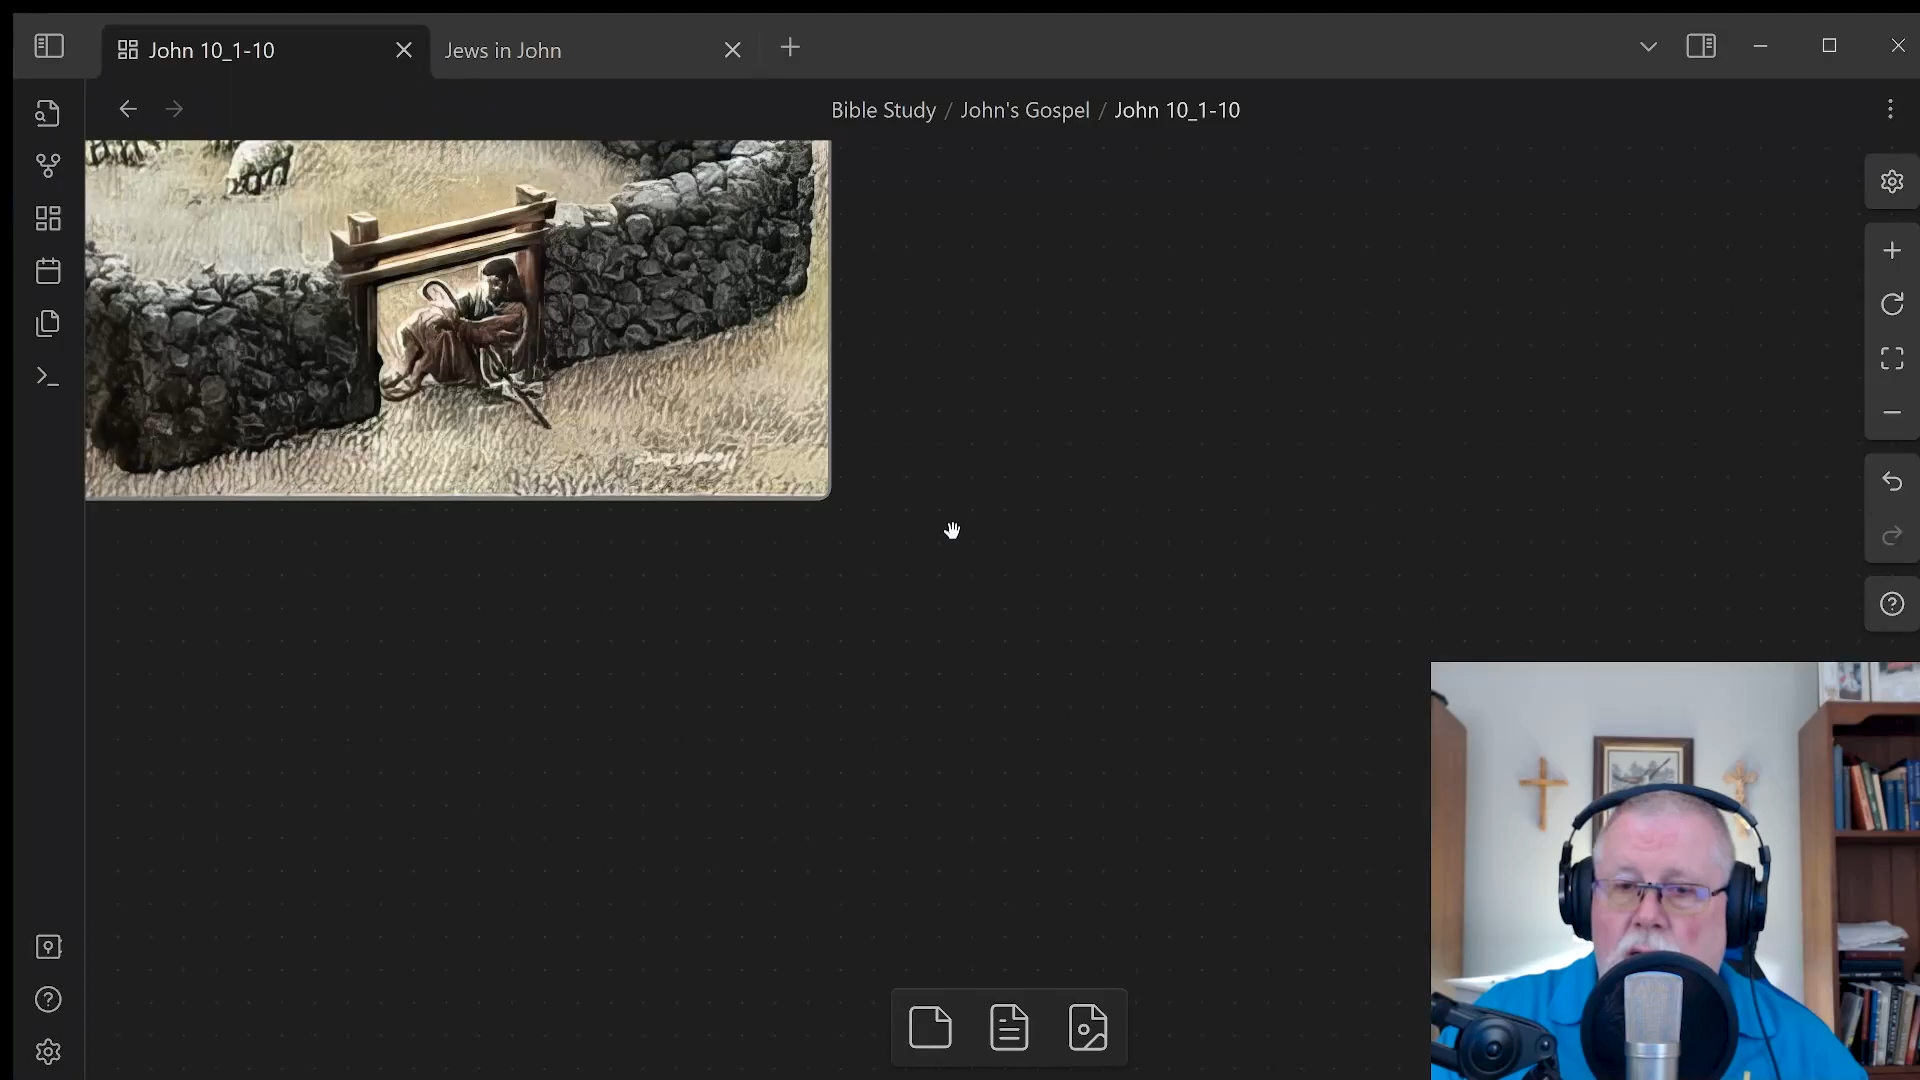 John 10_1-10
Jews in John
Bible Study / John's Gospel / John 10_1-10